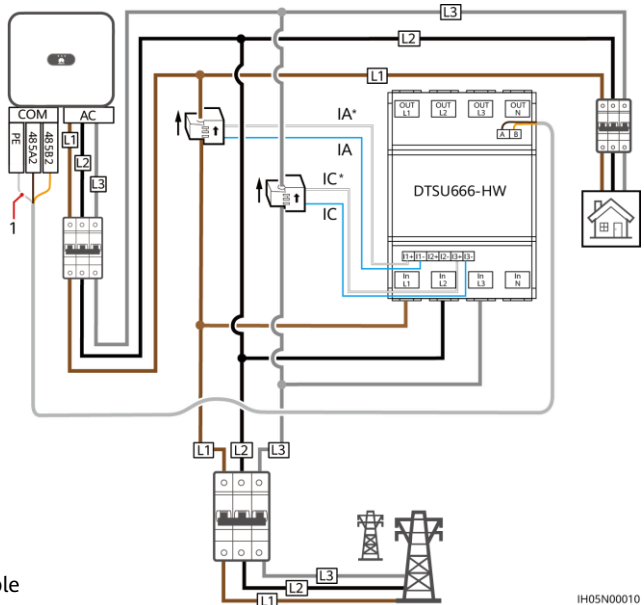 L3
L2
L1
COM
AC
PE
485A2
485B2
L1
L2
L3
1
IA*
IA
IC*
IC
OUT
L1
OUT
L2
OUT
L3
OUT
N
A
B
DTSU666-HW
I1+ I1- I2+ I2- I3+ I3-
In
L1
In
L2
In
L3
In
N
L1
L2
L3
L3
L2
L1
ple
IH05N00010